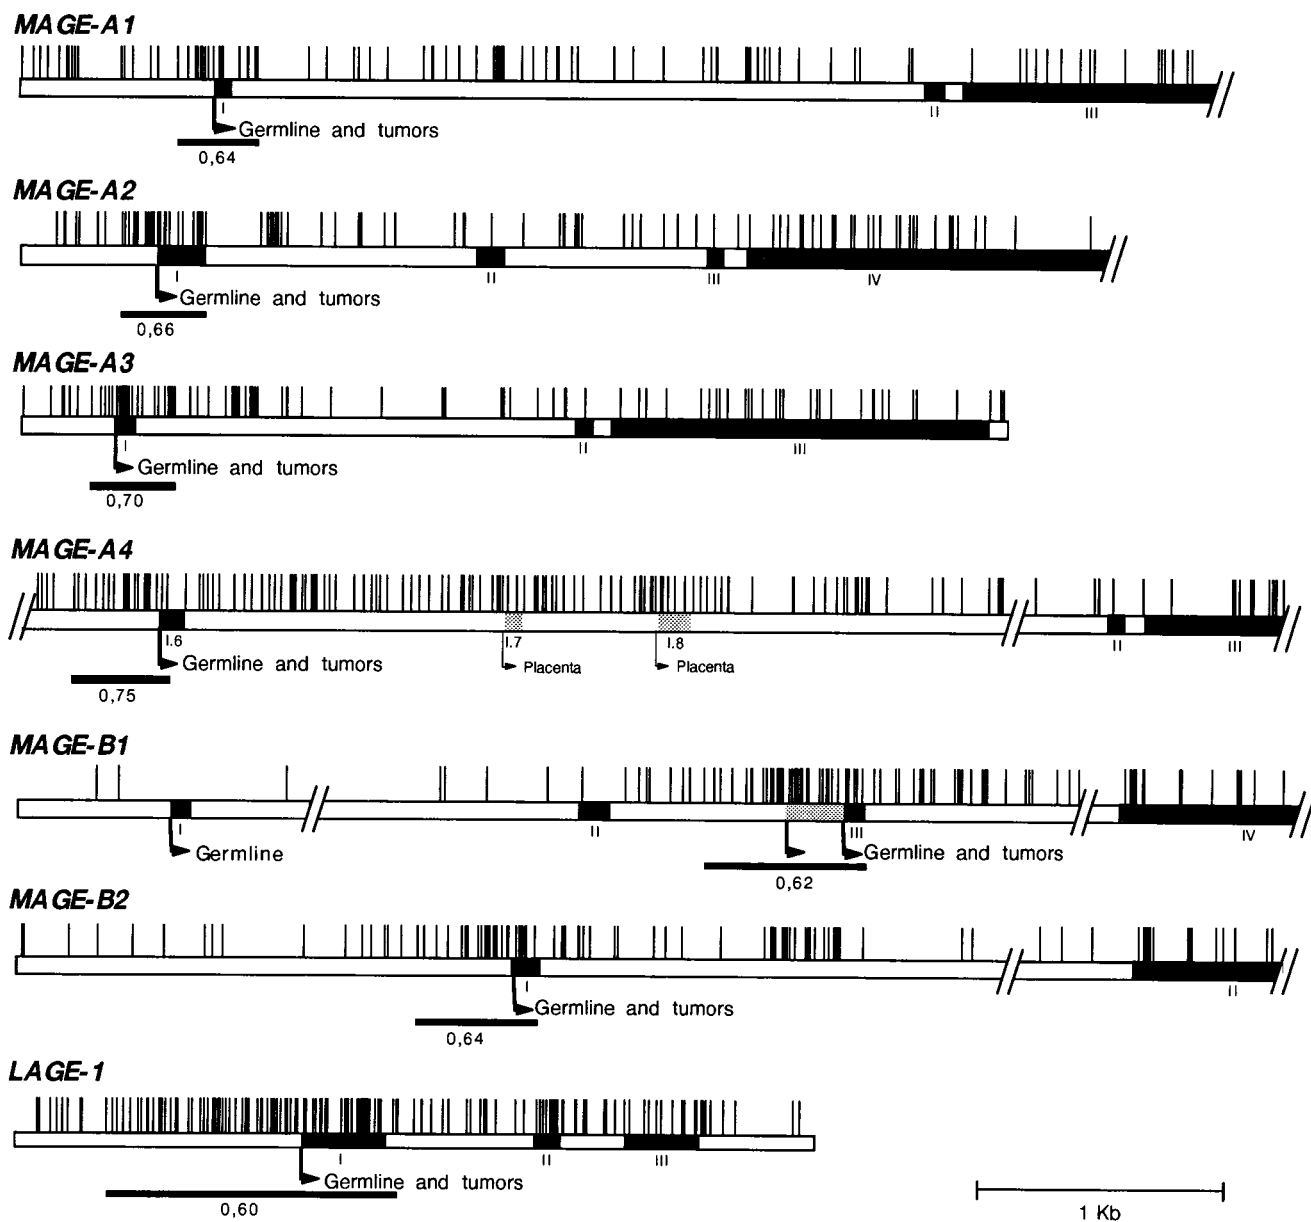 MAGE-A1
I II III
Germline and tumors
0,64
MAGE-A2
I II III IV
Germline and tumors
0,66
MAGE-A3
I II III
Germline and tumors
0,70
MAGE-A4
I.6 I.7 I.8 II III
Germline and tumors Placenta Placenta
0,75
MAGE-B1
I II III IV
Germline Germline and tumors
0,62
MAGE-B2
I II
Germline and tumors
0,64
LAGE-1
I II III
Germline and tumors
0,60
1 Kb